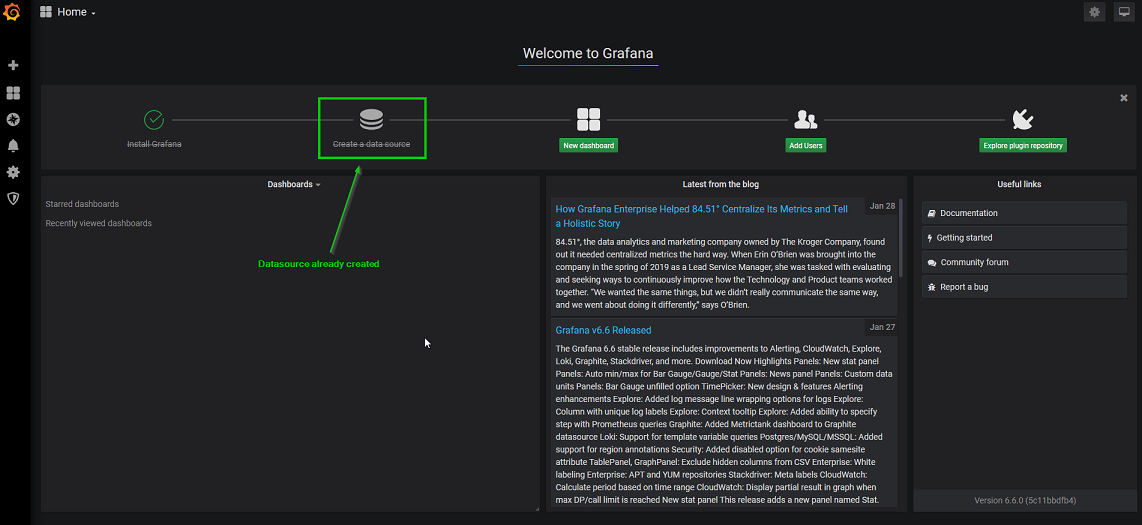 Home
Welcome to Grafana
Install Grafana
Create a data source
New dashboard
Add Users
Explore plugin repository
Datasource already created
Dashboards
Starred dashboards
Recently viewed dashboards
Latest from the blog
How Grafana Enterprise Helped 84.51° Centralize Its Metrics and Tell
a Holistic Story
Jan 28
84.51°, the data analytics and marketing company owned by The Kroger Company, found
out it needed centralized metrics the hard way. When Erin O'Brien was brought into the
company in the spring of 2019 as a Lead Service Manager, she was tasked with evaluating
and seeking ways to continuously improve how the Technology and Product teams worked
together. "We wanted the same things, but we didn't really communicate the same way,
and we went about doing it differently," says O'Brien.
Grafana v6.6 Released
Jan 27
The Grafana 6.6 stable release includes improvements to Alerting, CloudWatch, Explore,
Loki, Graphite, Stackdriver, and more. Download Now Highlights Panels: New stat panel
Panels: Auto min/max for Bar Gauge/Gauge/Stat Panels: News panel Panels: Custom data
units Panels: Bar Gauge unfilled option TimePicker: New design & features Alerting
enhancements Explore: Added log message line wrapping options for logs Explore:
Column with unique log labels Explore: Context tooltip Explore: Added ability to specify
step with Prometheus queries Graphite: Added Metrictank dashboard to Graphite
datasource Loki: Support for template variable queries Postgres/MySQL/MSSQL: Added
support for region annotations Security: Added disabled option for cookie samesite
attribute TablePanel, GraphPanel: Exclude hidden columns from CSV Enterprise: White
labeling Enterprise: APT and YUM repositories Stackdriver: Meta labels CloudWatch:
Calculate period based on time range CloudWatch: Display partial result in graph when
max DP/call limit is reached New stat panel This release adds a new panel named Stat.
Useful links
Documentation
Getting started
Community forum
Report a bug
Version 6.6.0 (5c11bbdfb4)